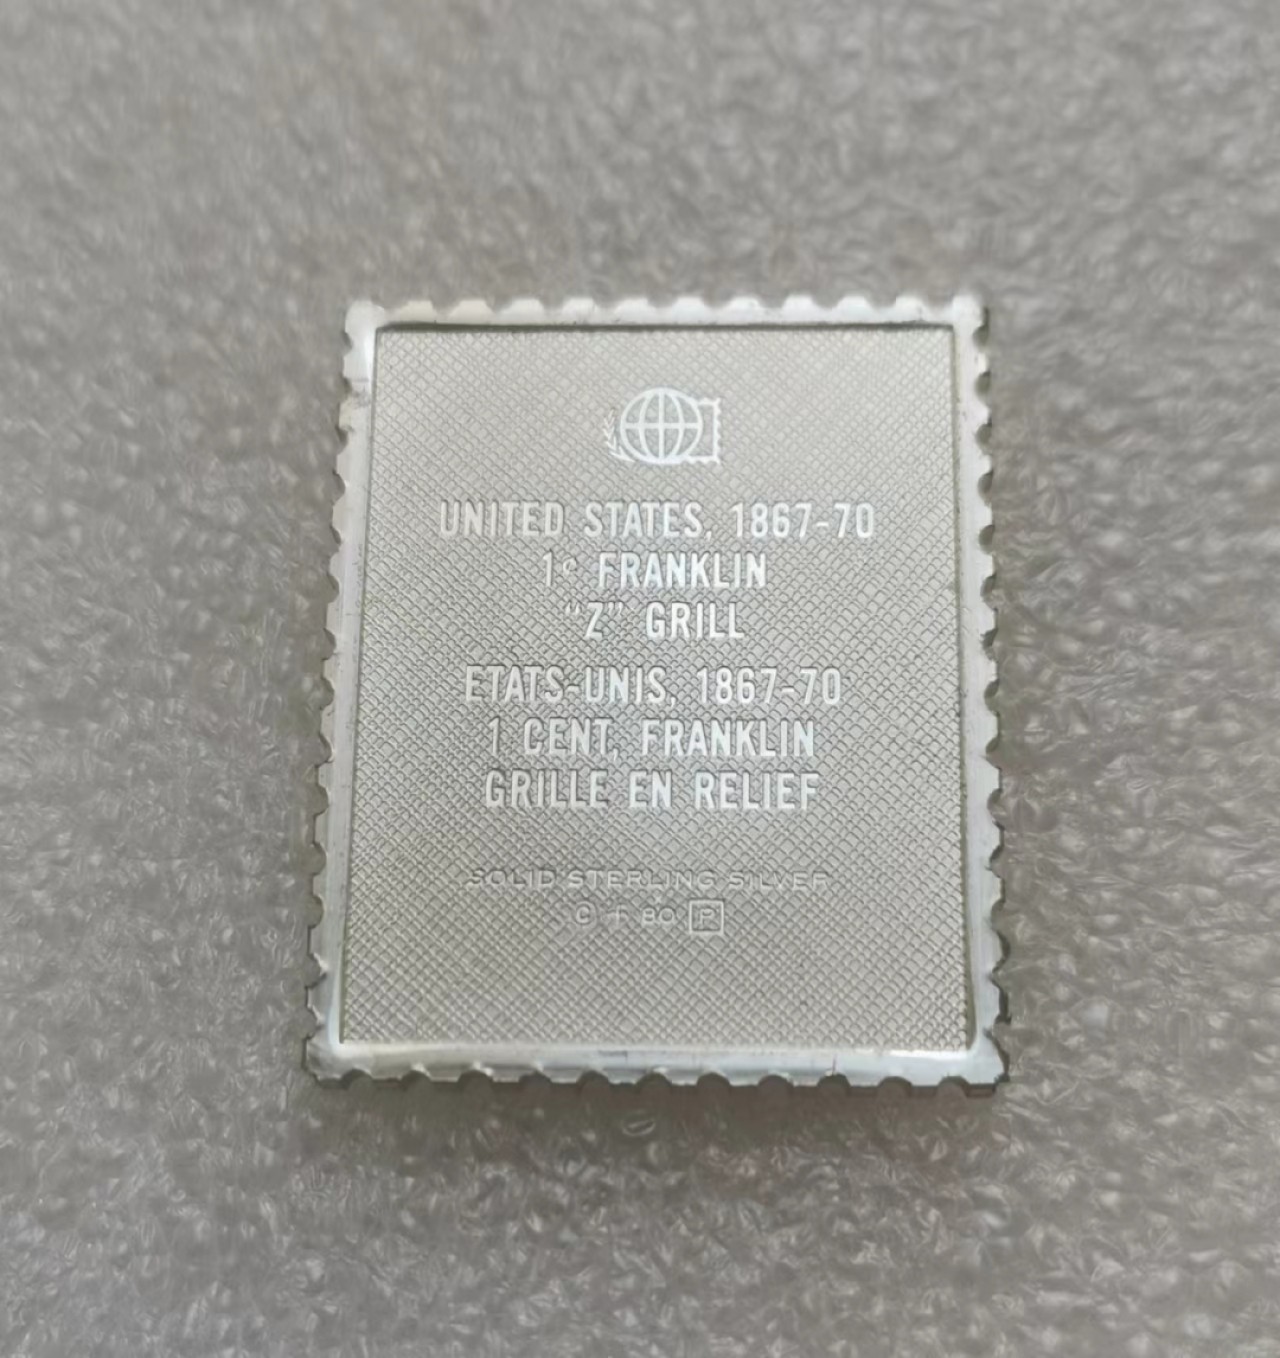 UNITED STATES, 1867-70
1¢ FRANKLIN
"Z" GRILL
ETATS-UNIS, 1867-70
1 CENT, FRANKLIN
GRILLE EN RELIEF
SOLID STERLING SILVER
© F 80 P